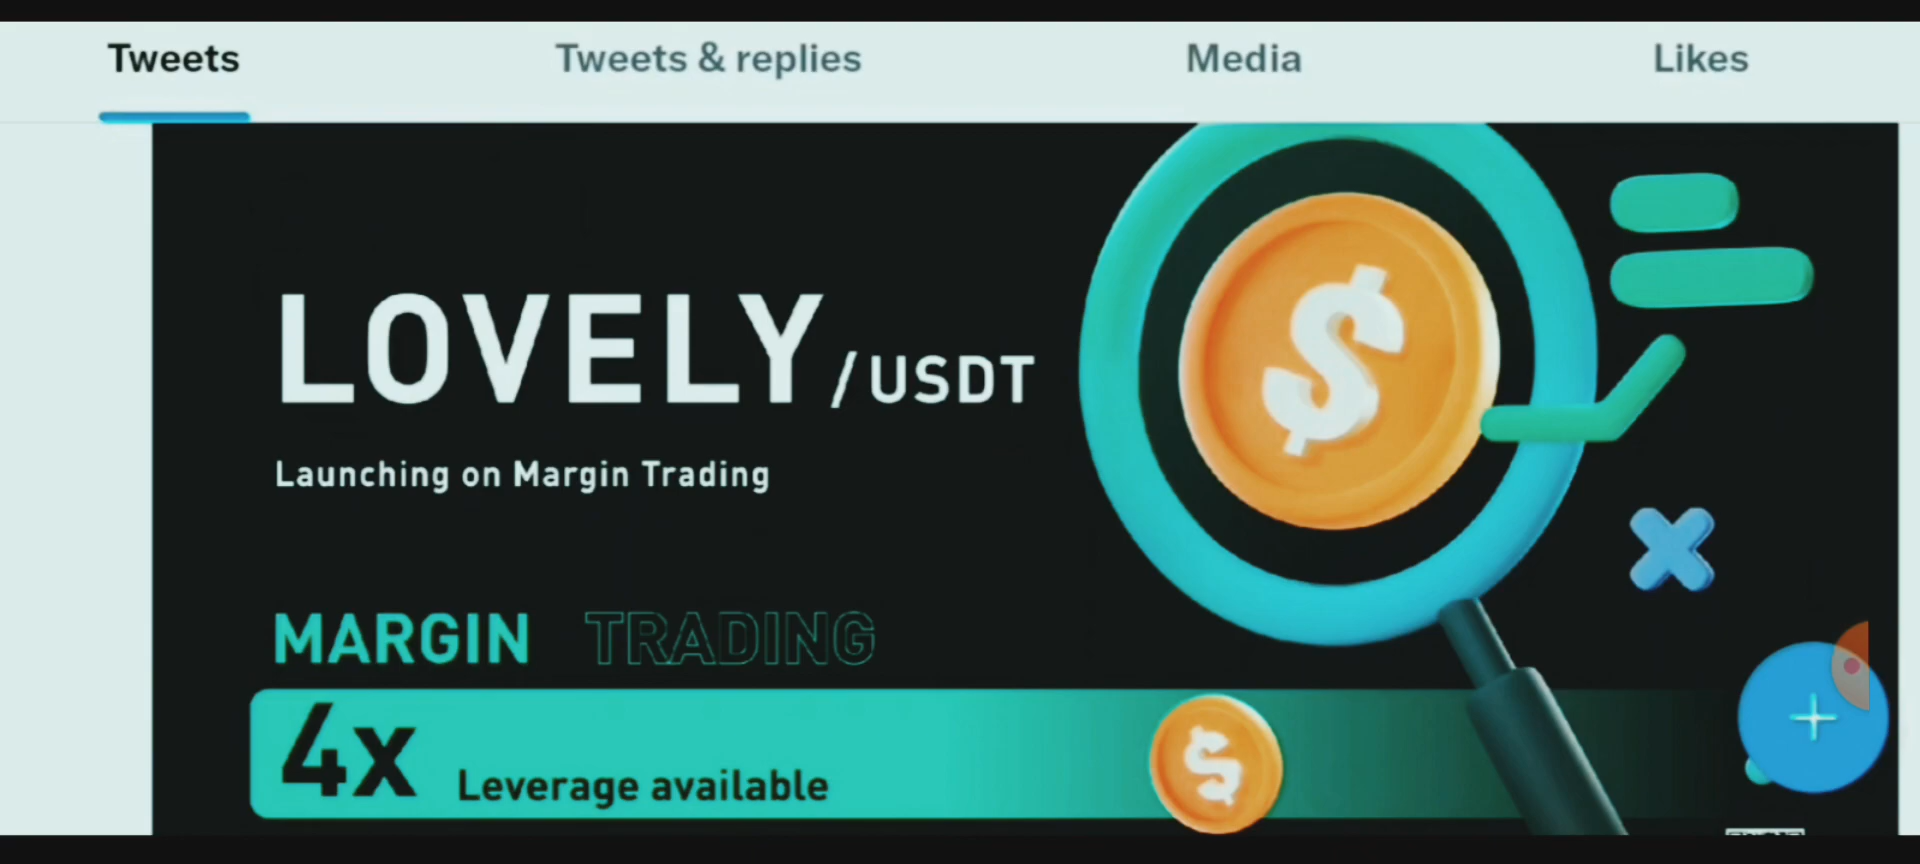 Tweets Tweets & replies Media Likes
LOVELY/USDT
Launching on Margin Trading
MARGIN TRADING
4x Leverage available